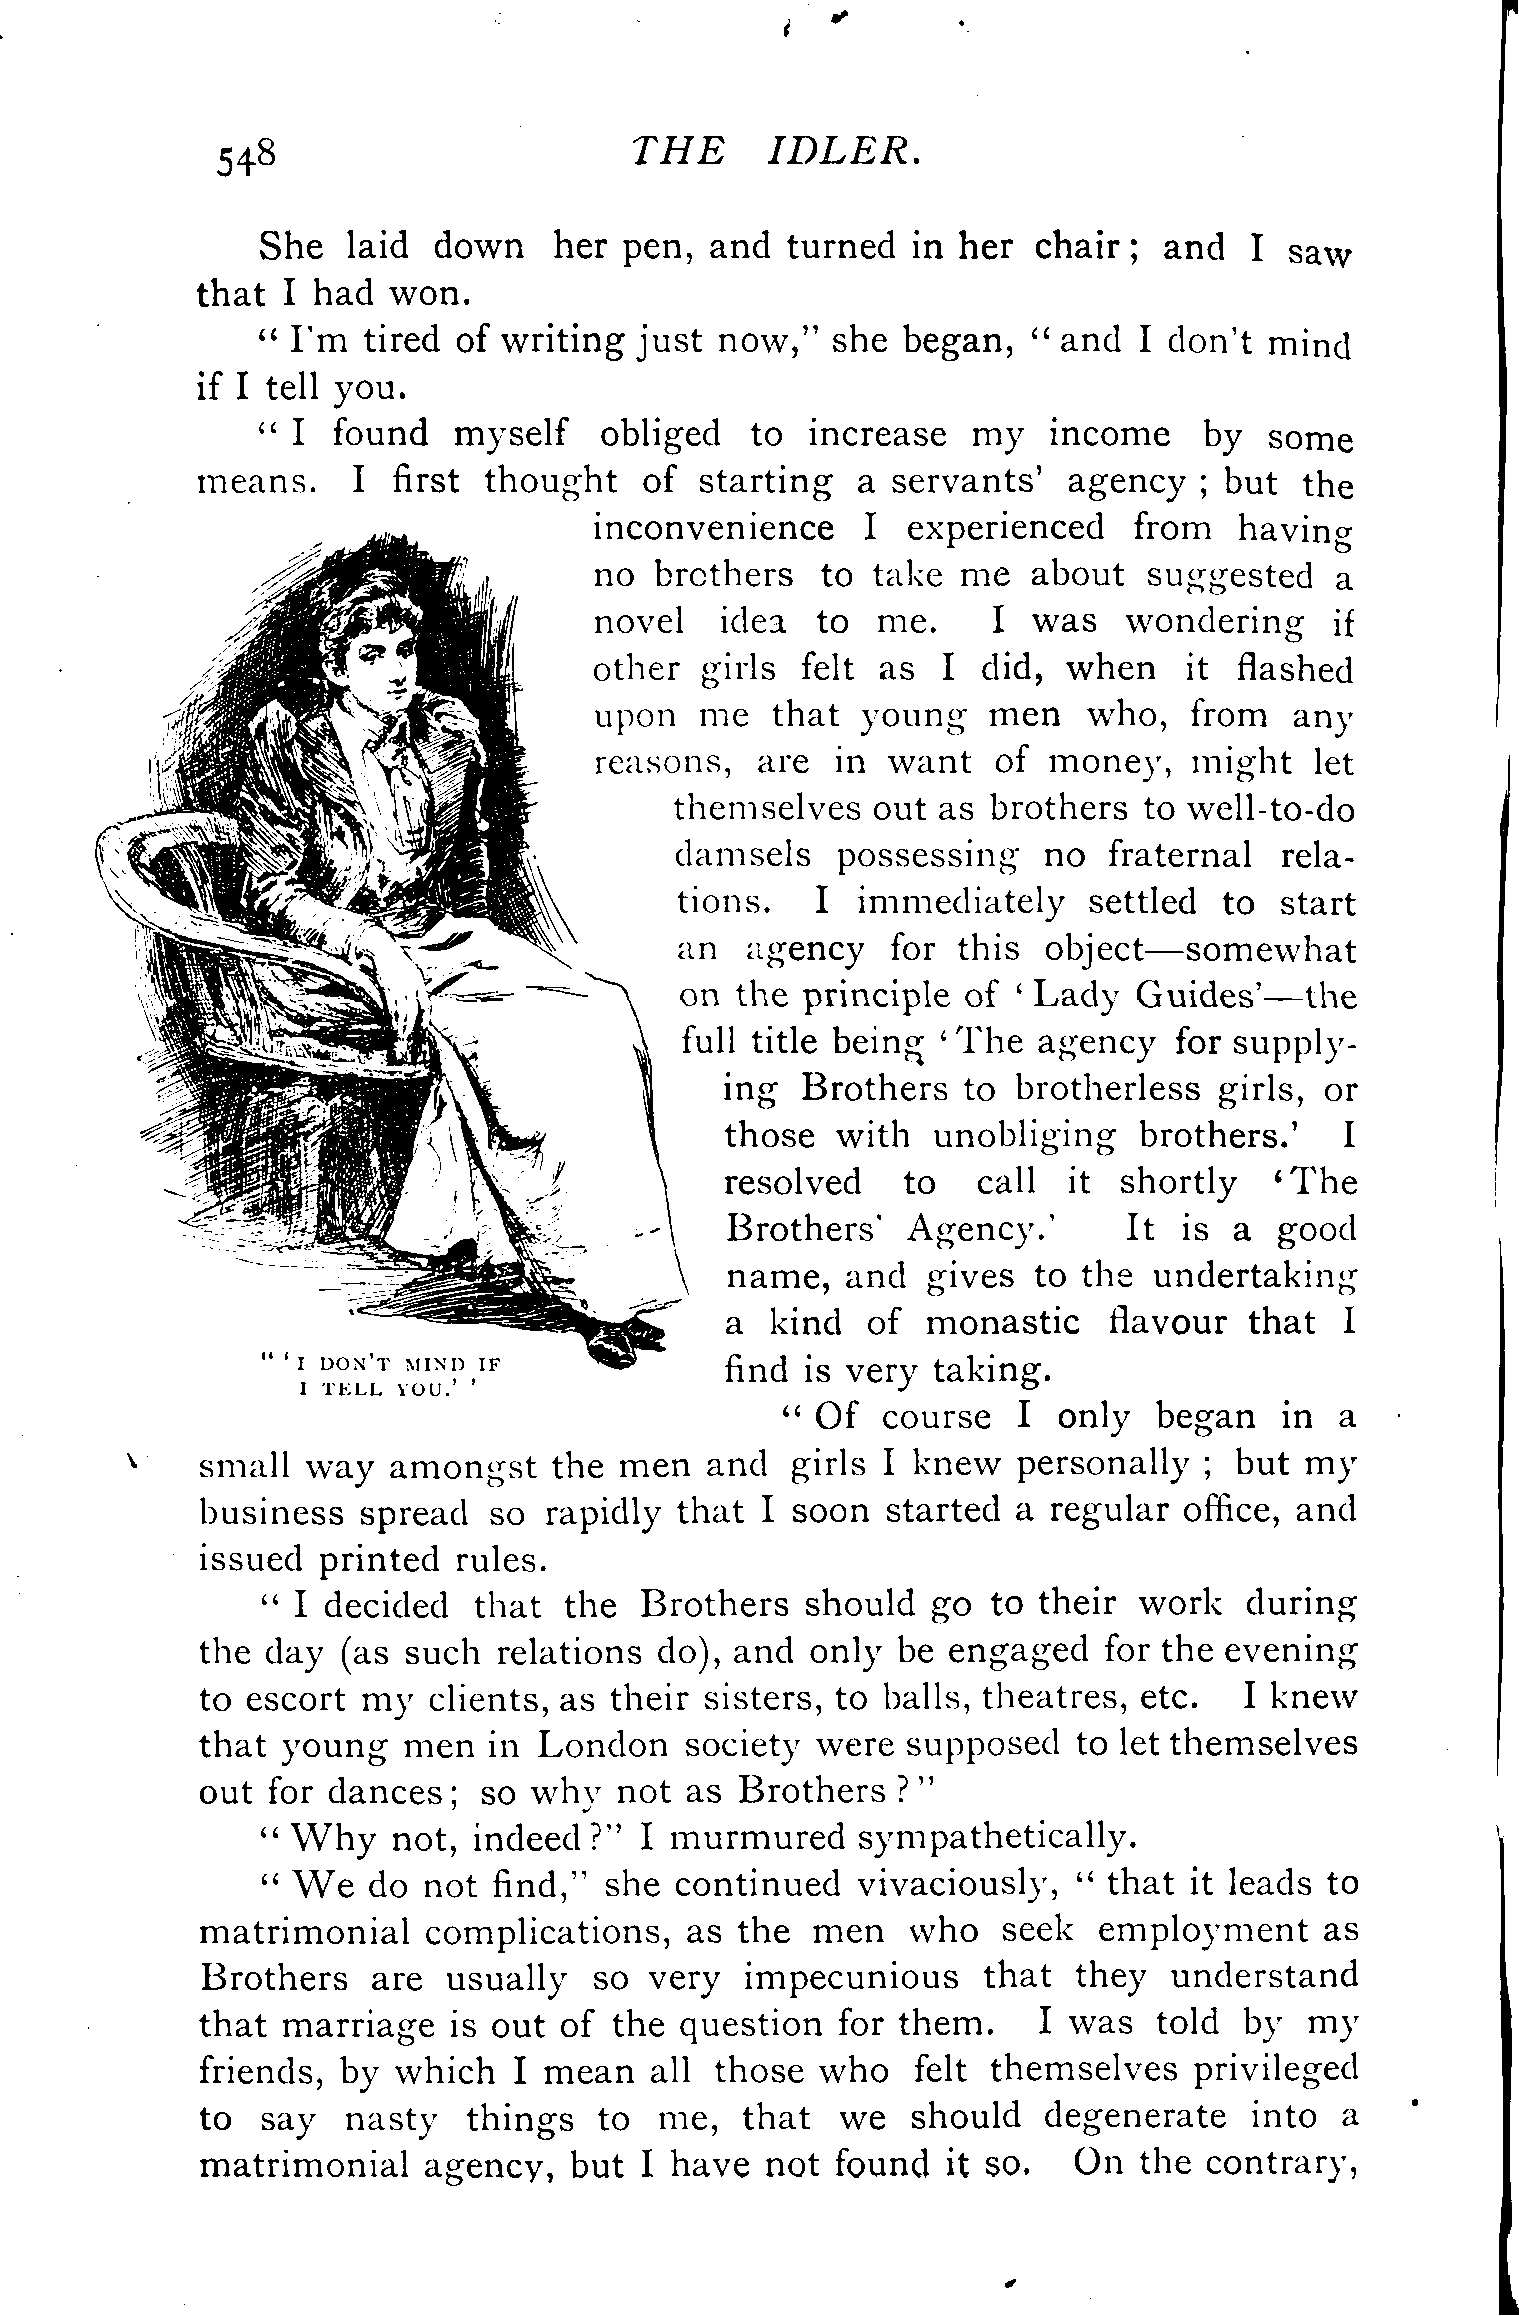 548 THE IDLER.
She laid down her pen, and turned in her chair; and I saw
that I had won.
"I'm tired of writing just now," she began, "and I don't mind
if I tell you.
"I found myself obliged to increase my income by some
means. I first thought of starting a servants' agency; but the
inconvenience I experienced from having
no brothers to take me about suggested a
novel idea to me. I was wondering if
other girls felt as I did, when it flashed
upon me that young men who, from any
reasons, are in want of money, might let
themselves out as brothers to well-to-do
damsels possessing no fraternal rela-
tions. I immediately settled to start
an agency for this object—somewhat
on the principle of 'Lady Guides'—the
full title being 'The agency for supply-
ing Brothers to brotherless girls, or
those with unobliging brothers.' I
resolved to call it shortly 'The
Brothers' Agency.' It is a good
name, and gives to the undertaking
a kind of monastic flavour that I
find is very taking.
"'I DON'T MIND IF
I TELL YOU.' '
"Of course I only began in a
small way amongst the men and girls I knew personally; but my
business spread so rapidly that I soon started a regular office, and
issued printed rules.
"I decided that the Brothers should go to their work during
the day (as such relations do), and only be engaged for the evening
to escort my clients, as their sisters, to balls, theatres, etc. I knew
that young men in London society were supposed to let themselves
out for dances; so why not as Brothers?"
"Why not, indeed?" I murmured sympathetically.
"We do not find," she continued vivaciously, "that it leads to
matrimonial complications, as the men who seek employment as
Brothers are usually so very impecunious that they understand
that marriage is out of the question for them. I was told by my
friends, by which I mean all those who felt themselves privileged
to say nasty things to me, that we should degenerate into a
matrimonial agency, but I have not found it so. On the contrary,